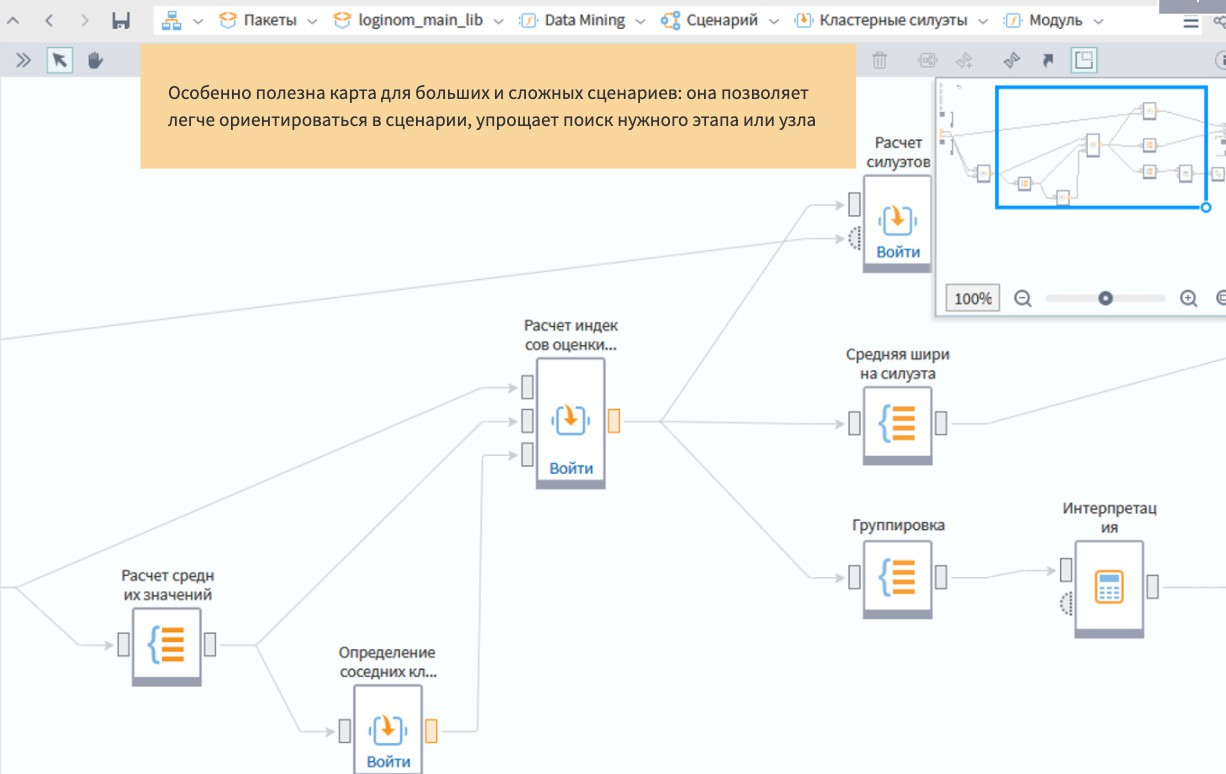 Пакеты loginom_main_lib Data Mining Сценарий Кластерные силуэты Модуль
Особенно полезна карта для больших и сложных сценариев: она позволяет
легче ориентироваться в сценарии, упрощает поиск нужного этапа или узла
Расчет
силуэтов
Войти
100%
Расчет индек
сов оценки...
Войти
Средняя шири
на силуэта
Группировка
Интерпретац
ия
Расчет средн
их значений
Определение
соседних кл...
Войти